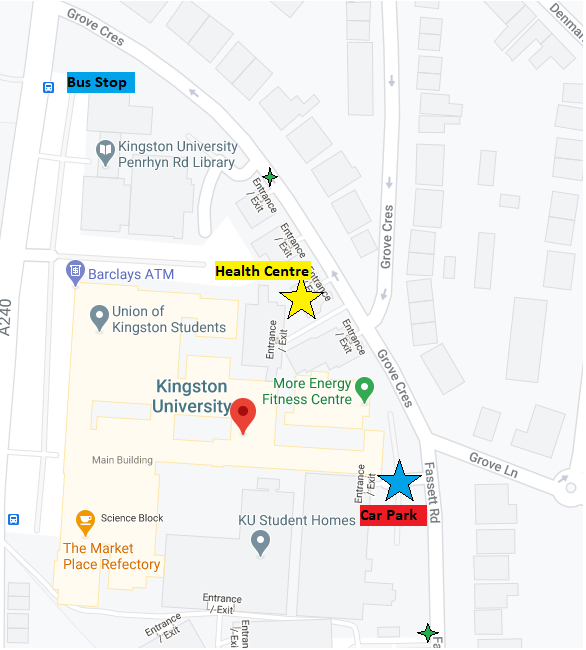 Grove Cres
Denman
Bus Stop
Kingston University
Penrhyn Rd Library
Entrance
/ Exit
Entrance
/ Exit
Grove Cres
Health Centre
Entrance
Barclays ATM
A240
Union of
Kingston Students
Entrance
/ Exit
Entrance
/ Exit
Grove Cres
Kingston
University
More Energy
Fitness Centre
Main Building
Grove Ln
Entrance
/ Exit
Fassett Rd
Car Park
Science Block
KU Student Homes
The Market
Place Refectory
Entrance
/ Exit
Entrance
/ Exit
Entrance
/ Exit
Fa